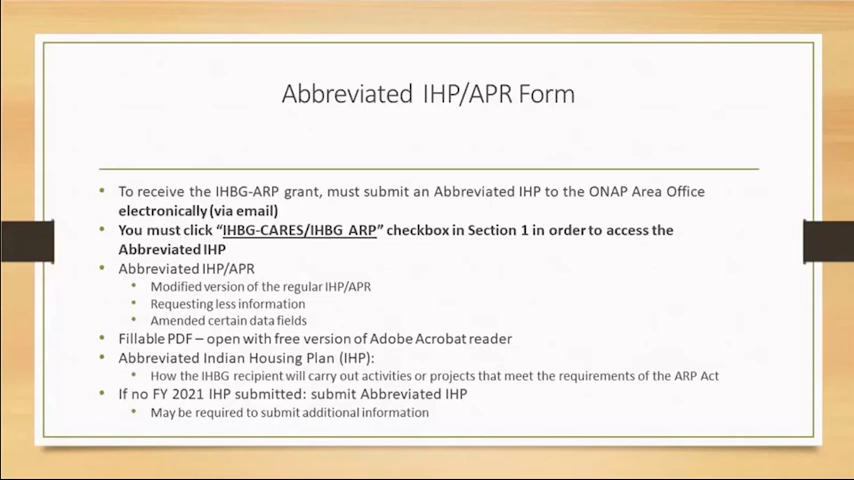 Abbreviated IHP/APR Form
• To receive the IHBG-ARP grant, must submit an Abbreviated IHP to the ONAP Area Office
electronically (via email)
• You must click “IHBG-CARES/IHBG ARP” checkbox in Section 1 in order to access the
Abbreviated IHP
• Abbreviated IHP/APR
• Modified version of the regular IHP/APR
• Requesting less information
• Amended certain data fields
• Fillable PDF – open with free version of Adobe Acrobat reader
• Abbreviated Indian Housing Plan (IHP):
• How the IHBG recipient will carry out activities or projects that meet the requirements of the ARP Act
• If no FY 2021 IHP submitted: submit Abbreviated IHP
• May be required to submit additional information